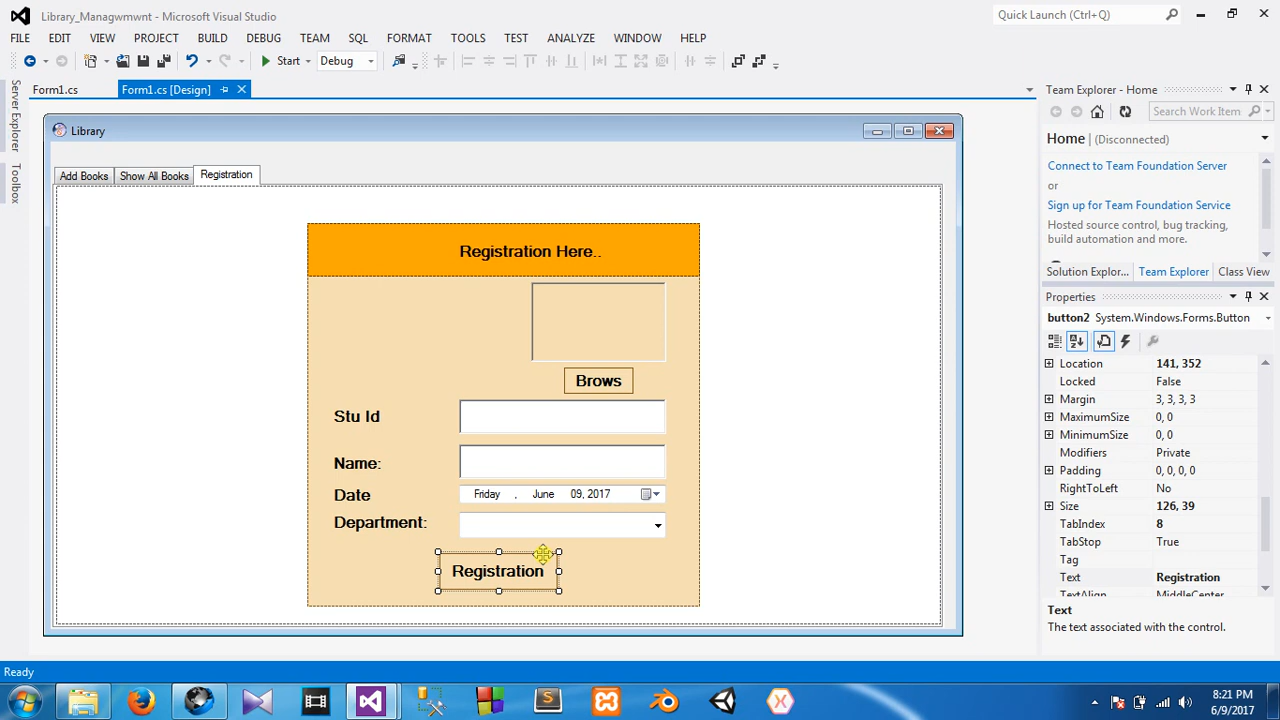 Library_Managwmwnt - Microsoft Visual Studio
Quick Launch (Ctrl+Q)
FILE EDIT VIEW PROJECT BUILD DEBUG TEAM SQL FORMAT TOOLS TEST ANALYZE WINDOW HELP
Start Debug
Server Explorer
Toolbox
Form1.cs
Form1.cs [Design]
Library
Add Books
Show All Books
Registration
Registration Here..
Brows
Stu Id
Name:
Date
Friday , June 09, 2017
Department:
Registration
Team Explorer - Home
Search Work Item
Home | (Disconnected)
Connect to Team Foundation Server
or
Sign up for Team Foundation Service
Hosted source control, bug tracking,
build automation and more.
Solution Explor...
Team Explorer
Class View
Properties
button2 System.Windows.Forms.Button
Location 141, 352
Locked False
Margin 3, 3, 3, 3
MaximumSize 0, 0
MinimumSize 0, 0
Modifiers Private
Padding 0, 0, 0, 0
RightToLeft No
Size 126, 39
TabIndex 8
TabStop True
Tag
Text Registration
TextAlign MiddleCenter
Text
The text associated with the control.
Ready
8:21 PM
6/9/2017